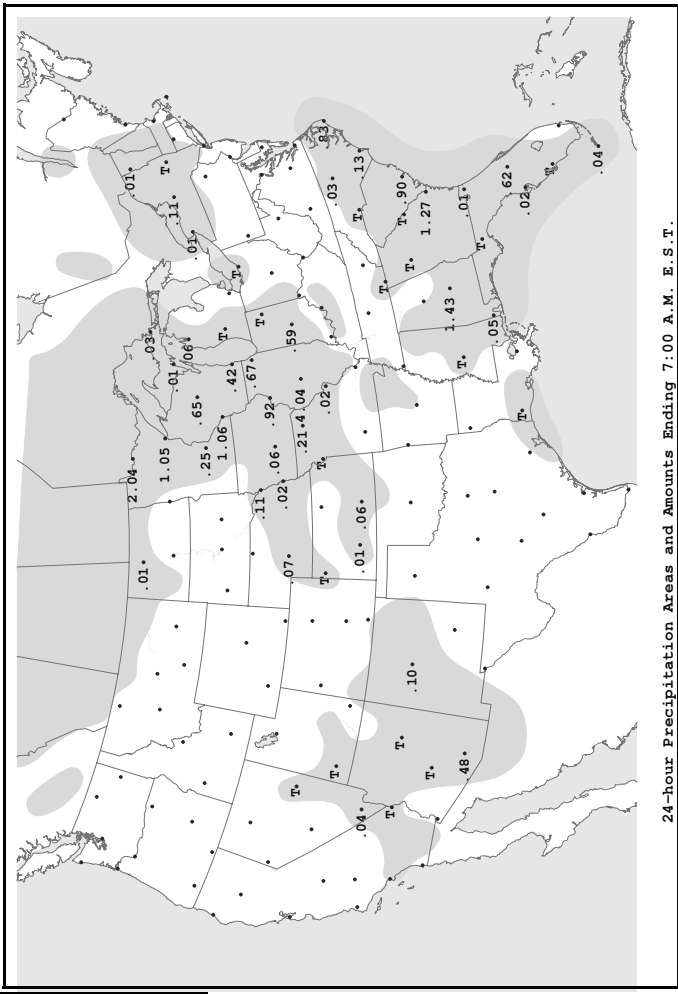 2.04
.01
.01
.03
1.05
T
.01
.11
.06
.01
.65
.25
1.06
T
.42
T
.67
.11
T
.92
.06
.02
.07
.59
T
.21
4
.04
T
.83
T
.02
.03
T
T
.13
.01
.06
.04
T
T
T
T
.90
T
.10
1.27
T
1.43
T
.48
.01
T
.05
.62
T
.02
T
.04
24-hour Precipitation Areas and Amounts Ending 7:00 A.M. E.S.T.